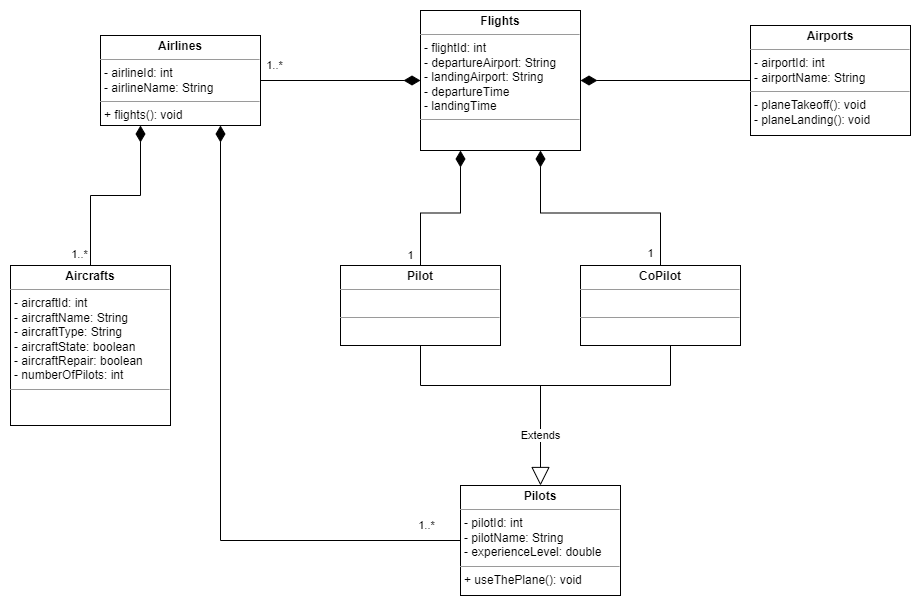 Airlines
- airlineId: int
- airlineName: String
+ flights(): void
1..*
Flights
- flightId: int
- departureAirport: String
- landingAirport: String
- departureTime
- landingTime
Airports
- airportId: int
- airportName: String
- planeTakeoff(): void
- planeLanding(): void
1..*
Aircrafts
- aircraftId: int
- aircraftName: String
- aircraftType: String
- aircraftState: boolean
- aircraftRepair: boolean
- numberOfPilots: int
1
Pilot
1
CoPilot
Extends
1..*
Pilots
- pilotId: int
- pilotName: String
- experienceLevel: double
+ useThePlane(): void